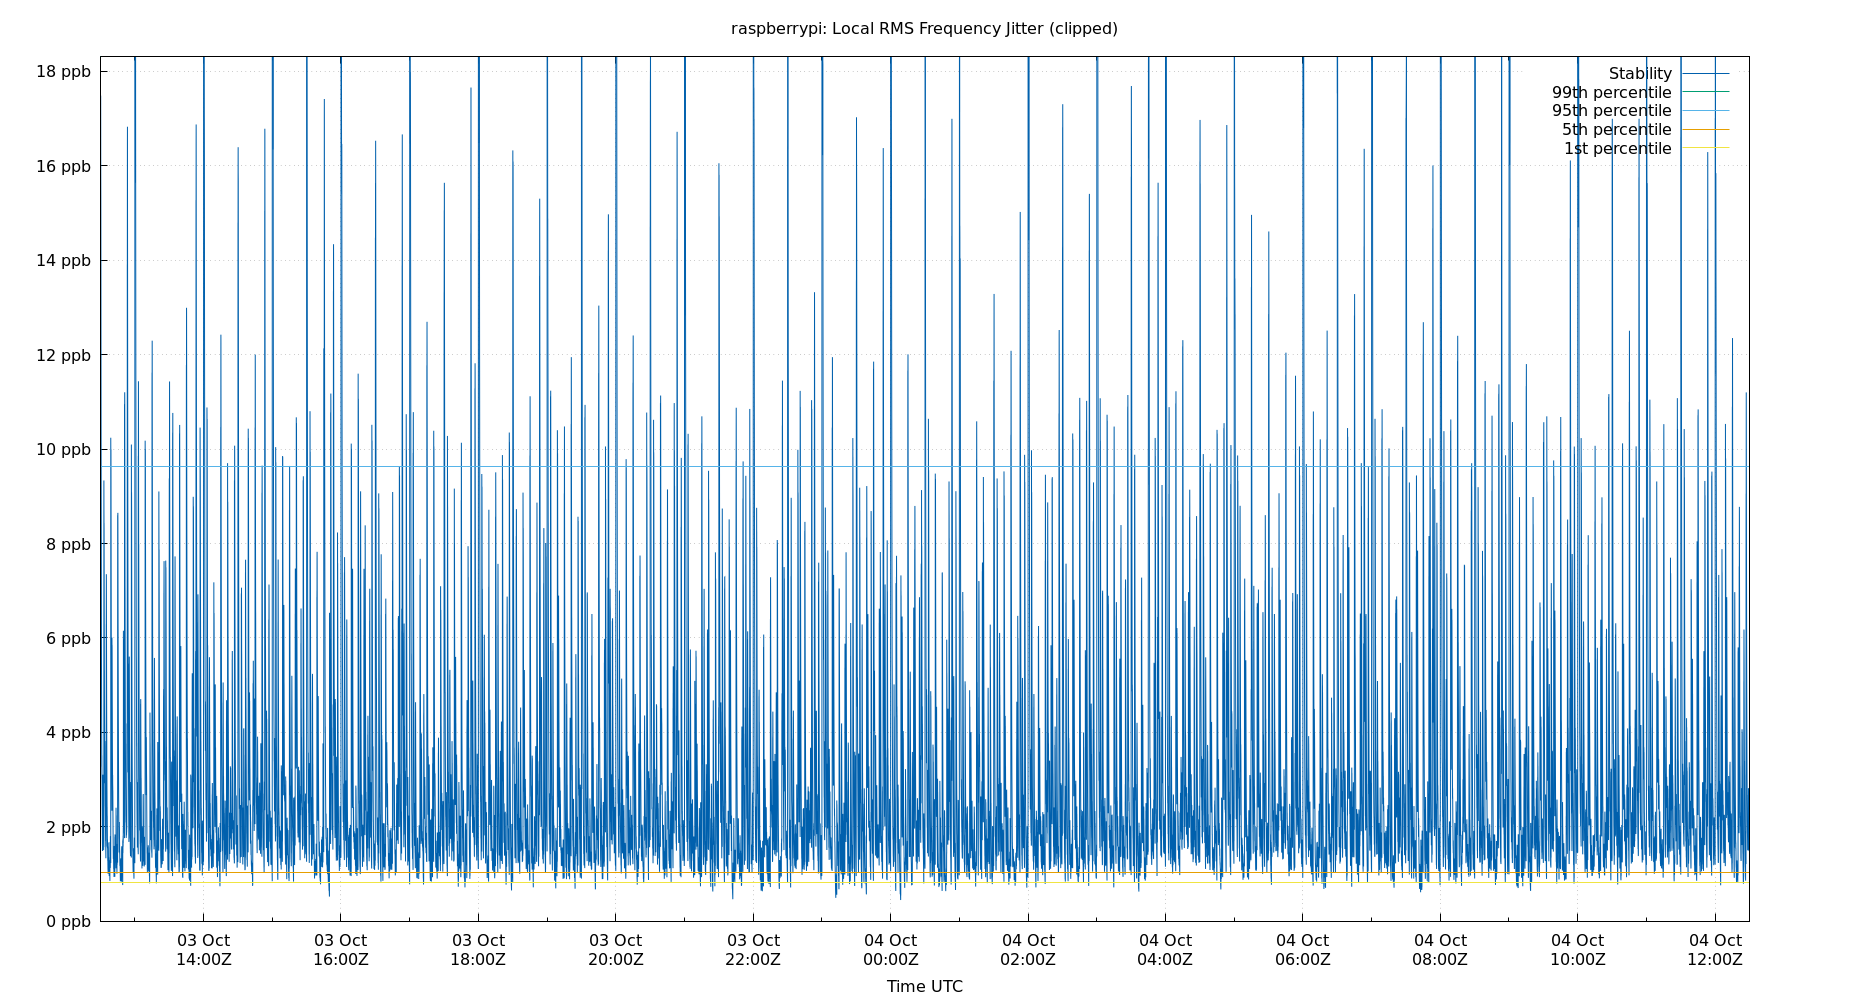 raspberrypi: Local RMS Frequency Jitter (clipped)
18 ppb
16 ppb
14 ppb
12 ppb
10 ppb
8 ppb
6 ppb
4 ppb
2 ppb
0 ppb
Stability
99th percentile
95th percentile
5th percentile
1st percentile
03 Oct 03 Oct 03 Oct 03 Oct 03 Oct 04 Oct 04 Oct 04 Oct 04 Oct 04 Oct 04 Oct 04 Oct
14:00Z 16:00Z 18:00Z 20:00Z 22:00Z 00:00Z 02:00Z 04:00Z 06:00Z 08:00Z 10:00Z 12:00Z
Time UTC